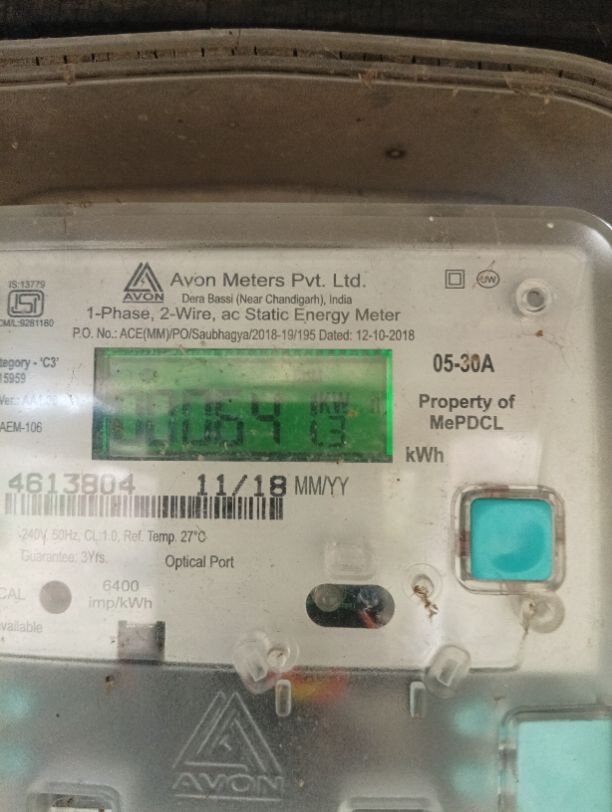 IS:13779
CM/L:9281160
AVON
Avon Meters Pvt. Ltd.
Dera Bassi (Near Chandigarh), India
1-Phase, 2-Wire, ac Static Energy Meter
P.O. No.: ACE(MM)/PO/Saubhagya/2018-19/195 Dated: 12-10-2018
ategory - 'C3'
15959
AEM-106
05-30A
Property of
MePDCL
kWh
4613804 11/18 MM/YY
240V, 50Hz, CL:1.0, Ref. Temp. 27°C
Guarantee: 3Yrs.
Optical Port
CAL
6400
imp/kWh
vailable
AVON